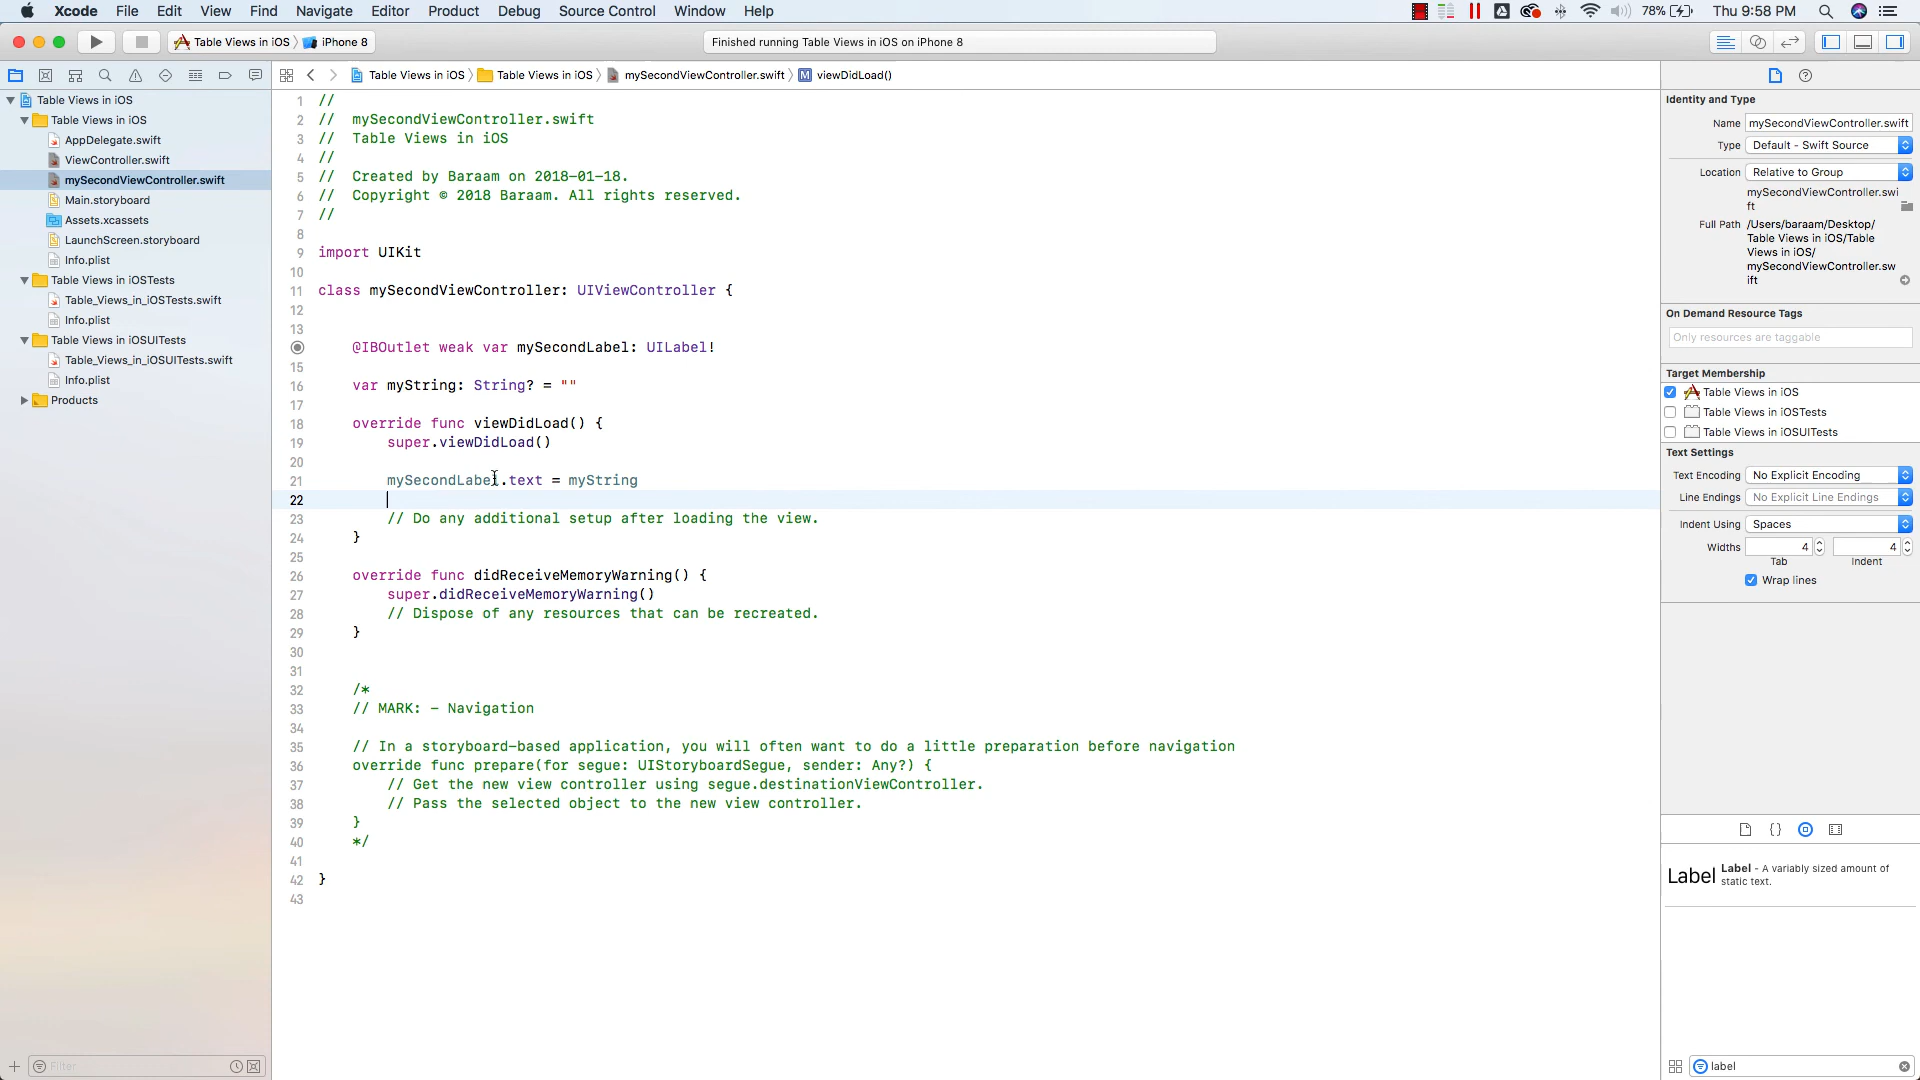 Xcode File Edit View Find Navigate Editor Product Debug Source Control Window Help 78% Thu 9:58 PM
Table Views in iOS iPhone 8 Finished running Table Views in iOS on iPhone 8
Table Views in iOS Table Views in iOS mySecondViewController.swift M viewDidLoad()
Table Views in iOS
Table Views in iOS
AppDelegate.swift
ViewController.swift
mySecondViewController.swift
Main.storyboard
Assets.xcassets
LaunchScreen.storyboard
Info.plist
Table Views in iOSTests
Table_Views_in_iOSTests.swift
Info.plist
Table Views in iOSUITests
Table_Views_in_iOSUITests.swift
Info.plist
Products
Filter
1 //
2 // mySecondViewController.swift
3 // Table Views in iOS
4 //
5 // Created by Baraam on 2018-01-18.
6 // Copyright © 2018 Baraam. All rights reserved.
7 //
8
9 import UIKit
10
11 class mySecondViewController: UIViewController {
12
13
@IBOutlet weak var mySecondLabel: UILabel!
15
16 var myString: String? = ""
17
18 override func viewDidLoad() {
19 super.viewDidLoad()
20
21 mySecondLabel.text = myString
22
23 // Do any additional setup after loading the view.
24 }
25
26 override func didReceiveMemoryWarning() {
27 super.didReceiveMemoryWarning()
28 // Dispose of any resources that can be recreated.
29 }
30
31
32 /*
33 // MARK: - Navigation
34
35 // In a storyboard-based application, you will often want to do a little preparation before navigation
36 override func prepare(for segue: UIStoryboardSegue, sender: Any?) {
37 // Get the new view controller using segue.destinationViewController.
38 // Pass the selected object to the new view controller.
39 }
40 */
41
42 }
43
Identity and Type
Name mySecondViewController.swift
Type Default - Swift Source
Location Relative to Group
mySecondViewController.swi
ft
Full Path /Users/baraam/Desktop/
Table Views in iOS/Table
Views in iOS/
mySecondViewController.sw
ift
On Demand Resource Tags
Only resources are taggable
Target Membership
Table Views in iOS
Table Views in iOSTests
Table Views in iOSUITests
Text Settings
Text Encoding No Explicit Encoding
Line Endings No Explicit Line Endings
Indent Using Spaces
Widths 4 4
Tab Indent
Wrap lines
{}
Label Label - A variably sized amount of
static text.
label